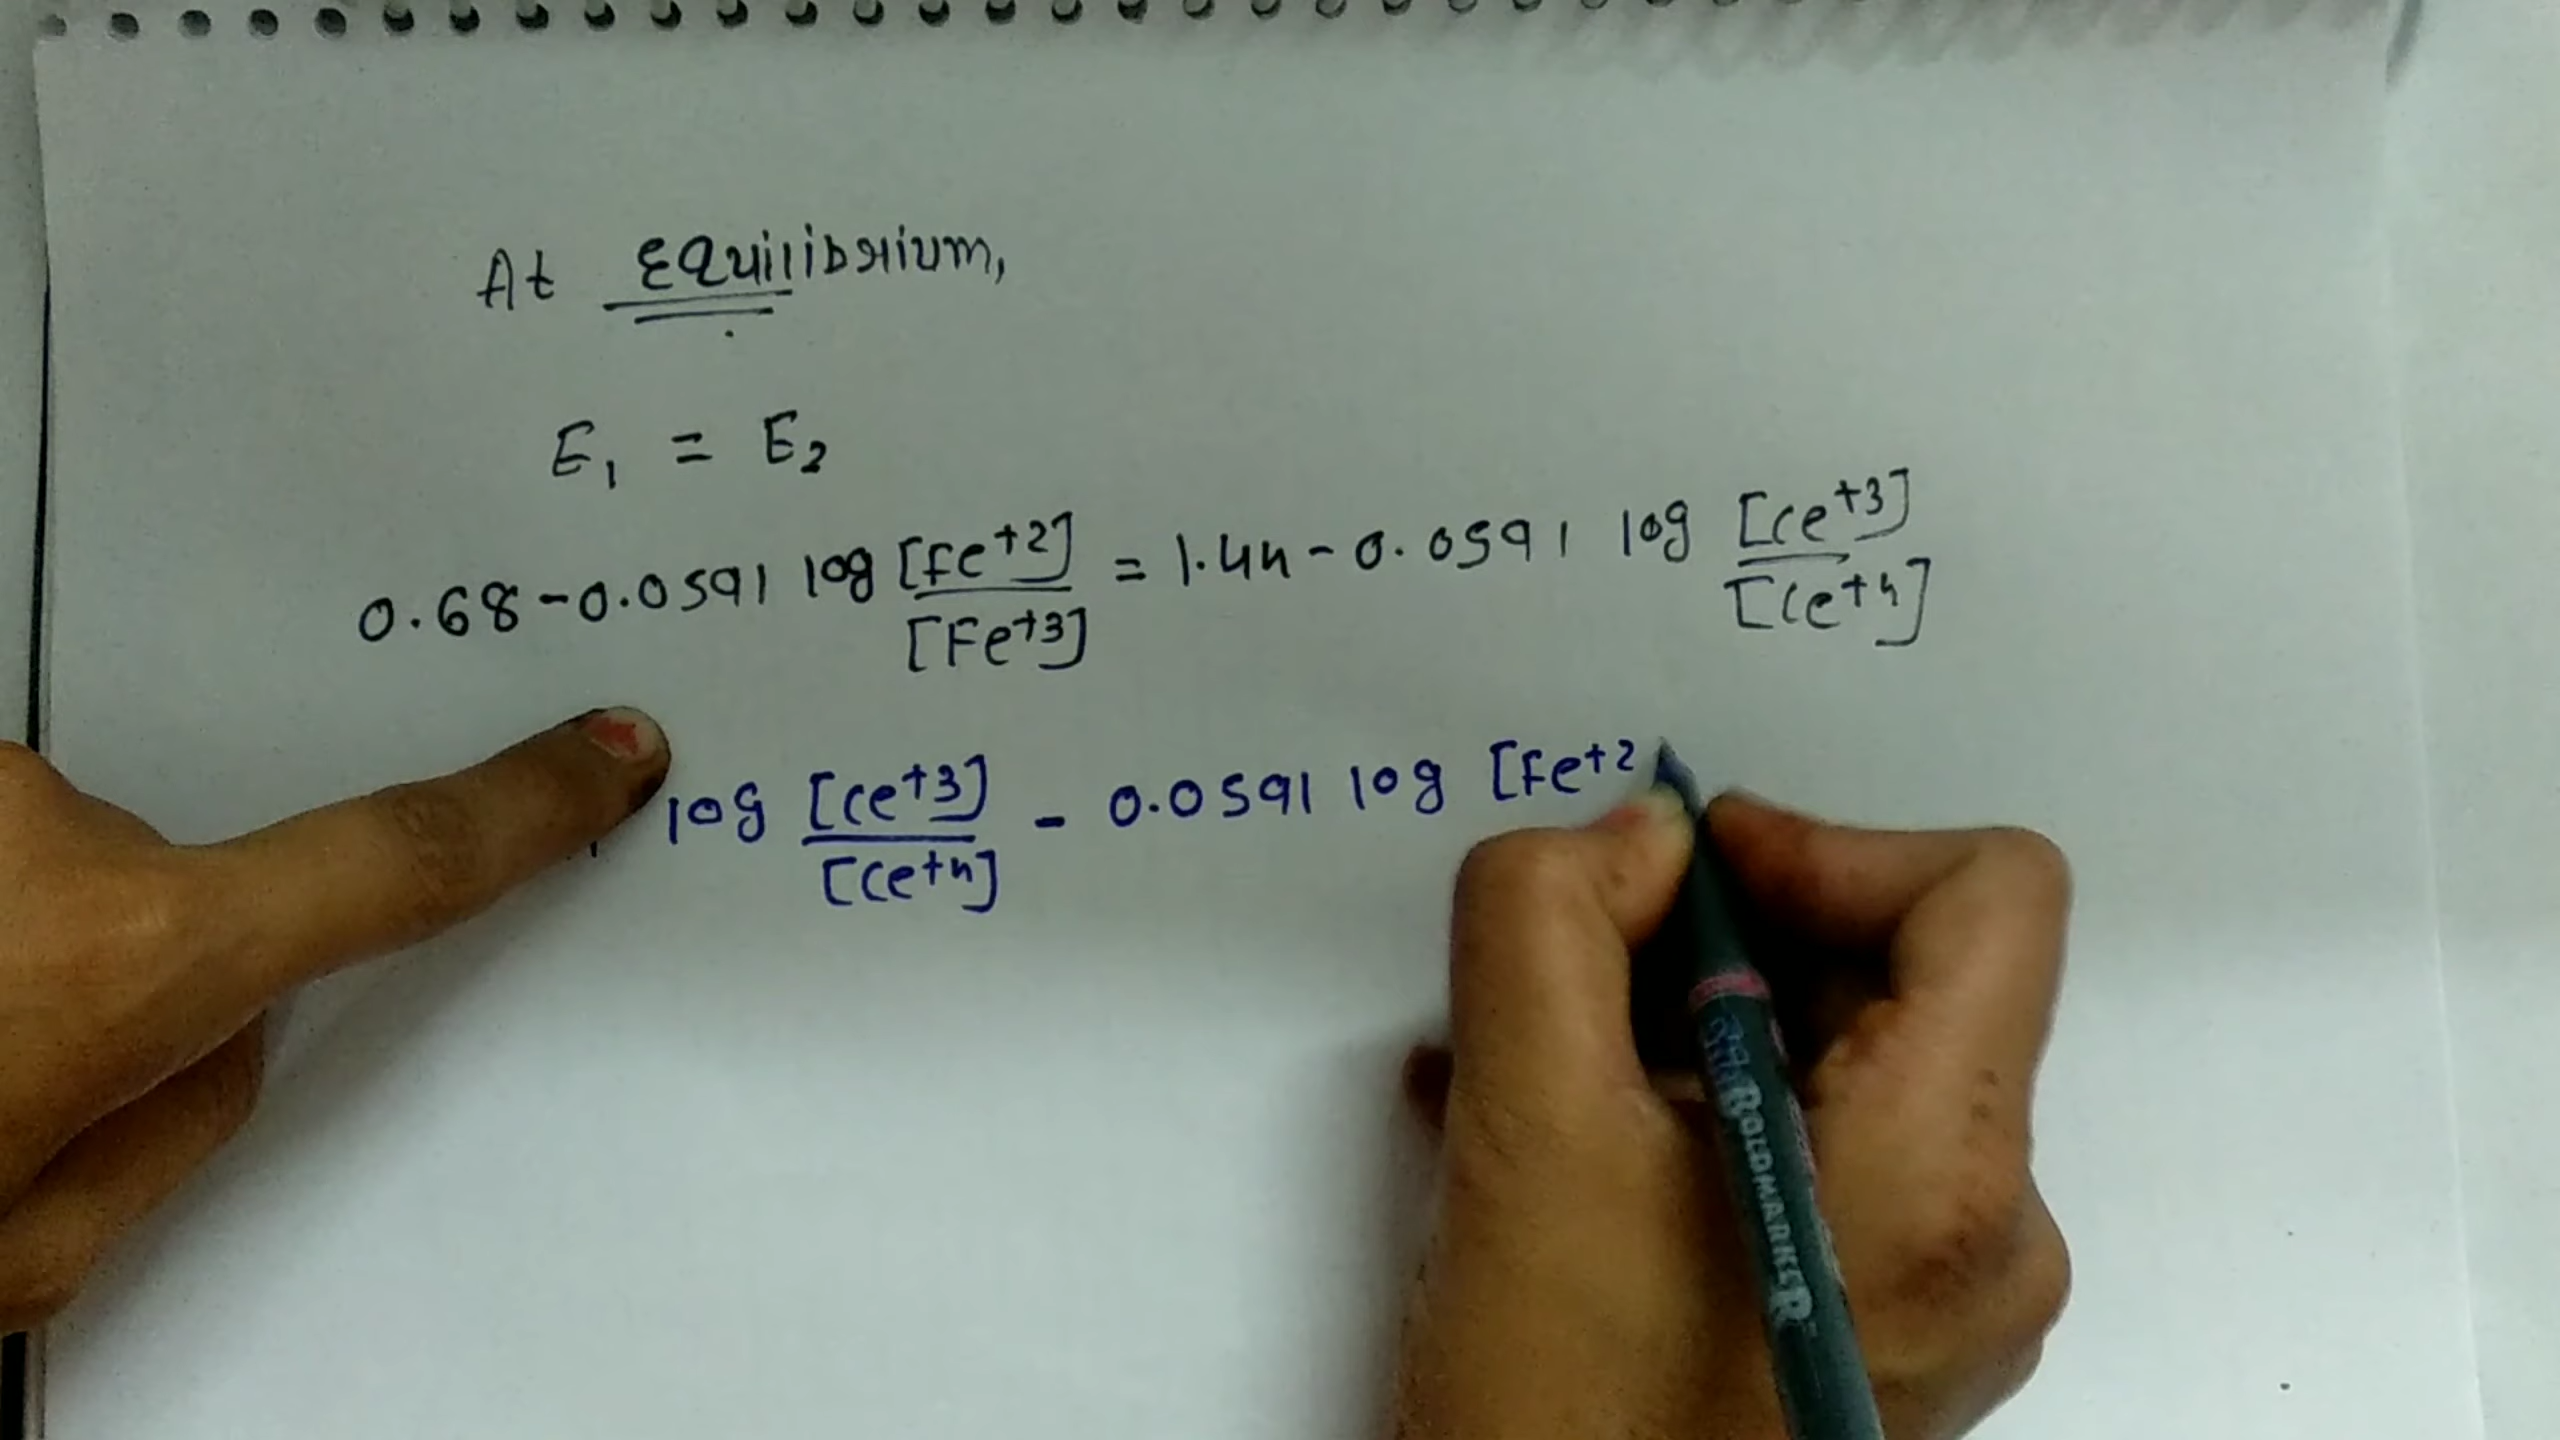 At Equilibrium,
E₁ = E₂
0.68 - 0.0591 log [Fe⁺²]/[Fe⁺³] = 1.44 - 0.0591 log [Ce⁺³]/[Ce⁺⁴]
log [Ce⁺³]/[Ce⁺⁴] - 0.0591 log [Fe⁺²
BOLDMARKER